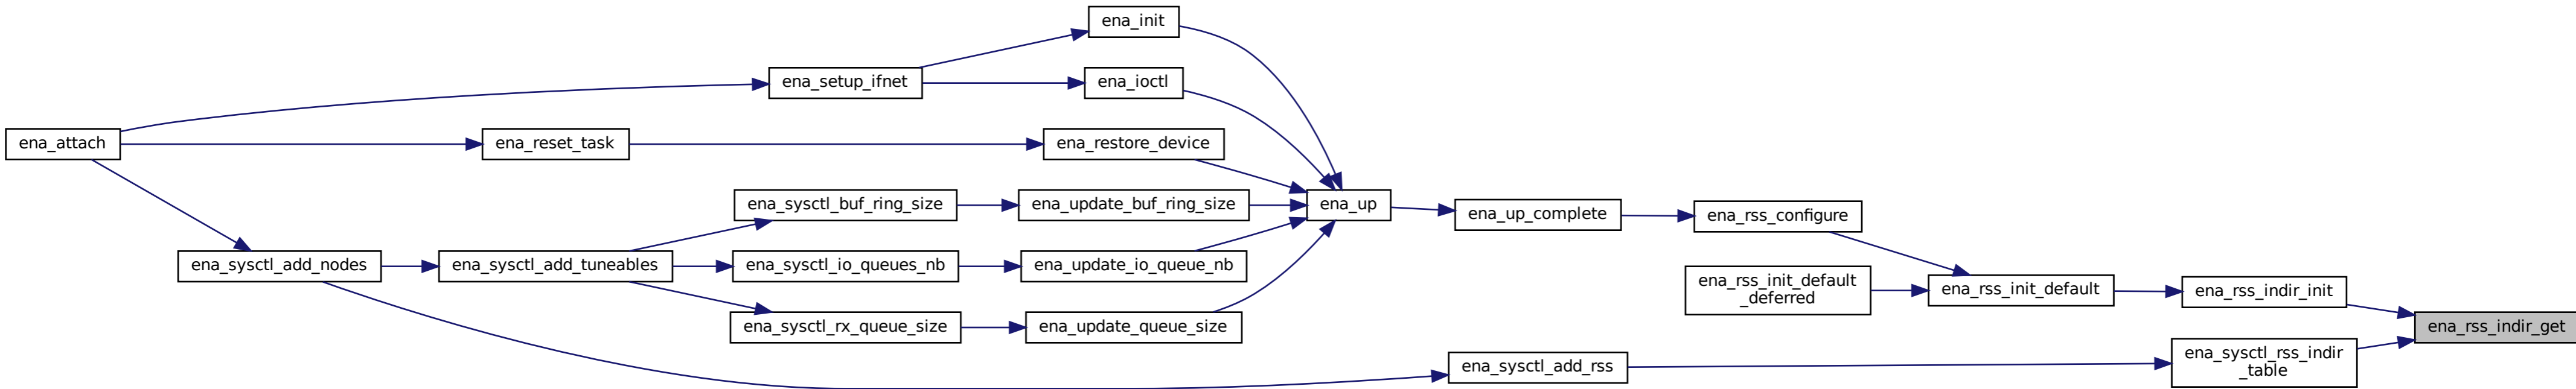 ena_init
ena_setup_ifnet
ena_ioctl
ena_attach
ena_reset_task
ena_restore_device
ena_sysctl_buf_ring_size
ena_update_buf_ring_size
ena_up
ena_up_complete
ena_rss_configure
ena_sysctl_add_nodes
ena_sysctl_add_tuneables
ena_sysctl_io_queues_nb
ena_update_io_queue_nb
ena_rss_init_default
_deferred
ena_rss_init_default
ena_rss_indir_init
ena_sysctl_rx_queue_size
ena_update_queue_size
ena_rss_indir_get
ena_sysctl_add_rss
ena_sysctl_rss_indir
_table